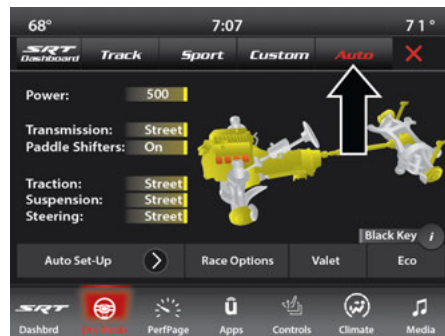 68° 7:07 71°
SRT Dashboard Track Sport Custom Auto X
Power: 500
Transmission: Street
Paddle Shifters: On
Traction: Street
Suspension: Street
Steering: Street
Black Key i
Auto Set-Up Race Options Valet Eco
SRT
Dashbrd Drv Mode PerfPage Apps Controls Climate Media